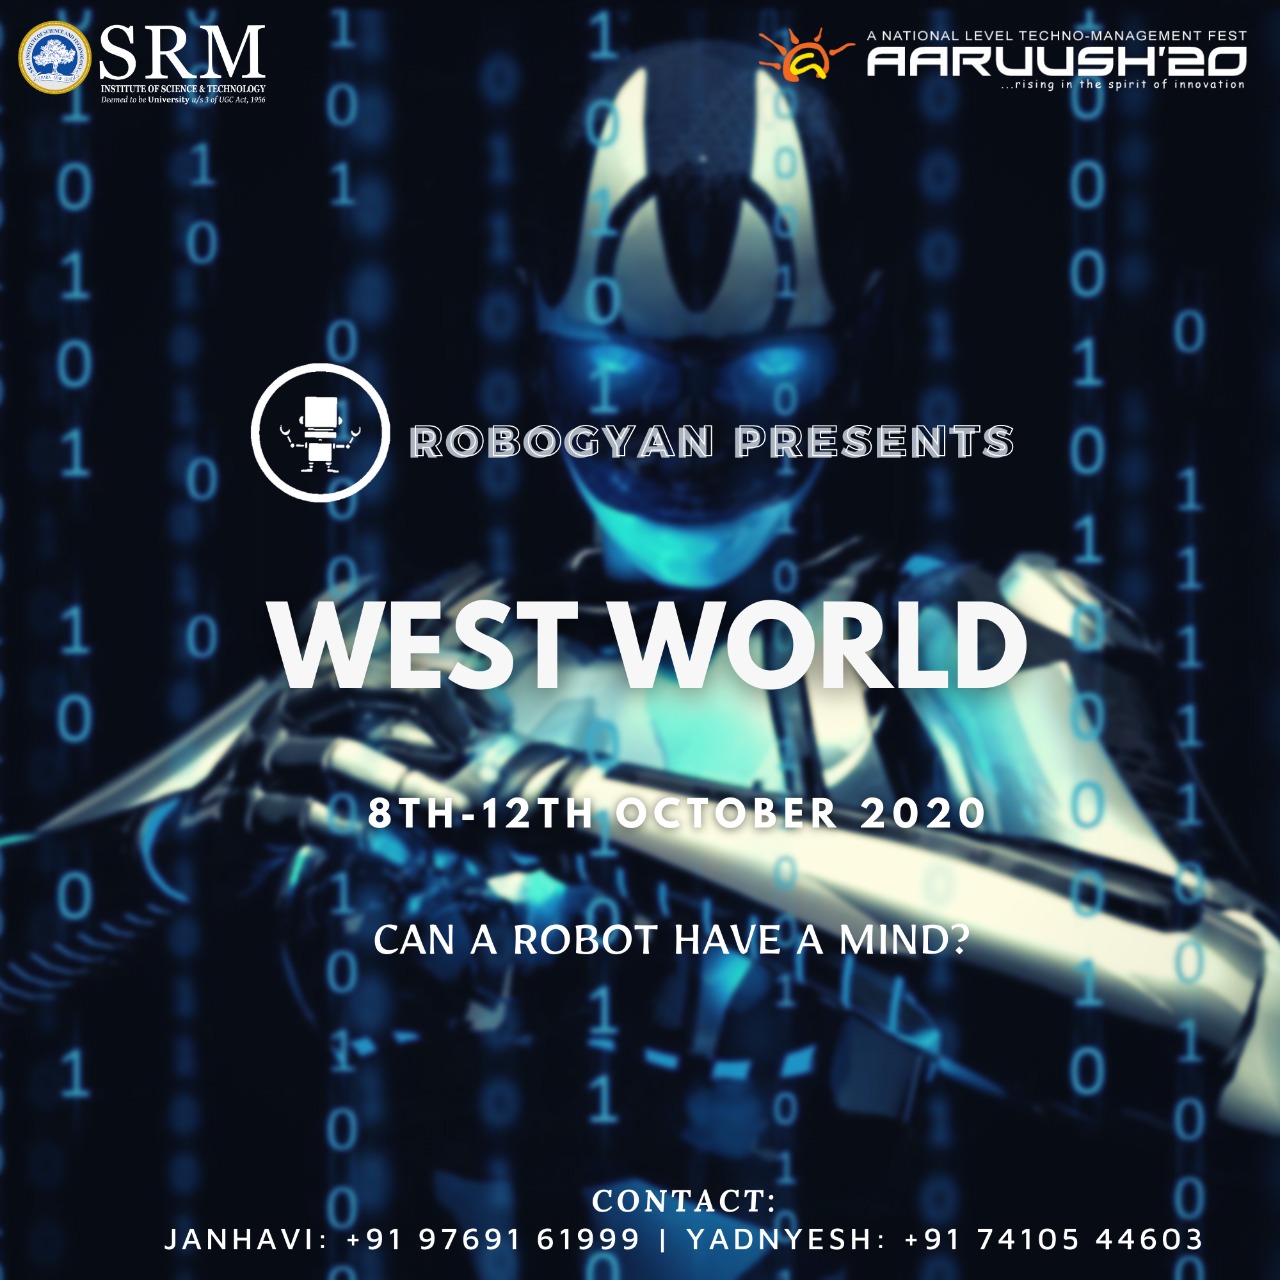 SRM
INSTITUTE OF SCIENCE & TECHNOLOGY
Deemed to be University u/s 3 of UGC Act, 1956
A NATIONAL LEVEL TECHNO-MANAGEMENT FEST
AARUUSH'20
...rising in the spirit of innovation
ROBOGYAN PRESENTS
WEST WORLD
8TH-12TH OCTOBER 2020
CAN A ROBOT HAVE A MIND?
CONTACT:
JANHAVI: +91 97691 61999 | YADNYESH: +91 74105 44603